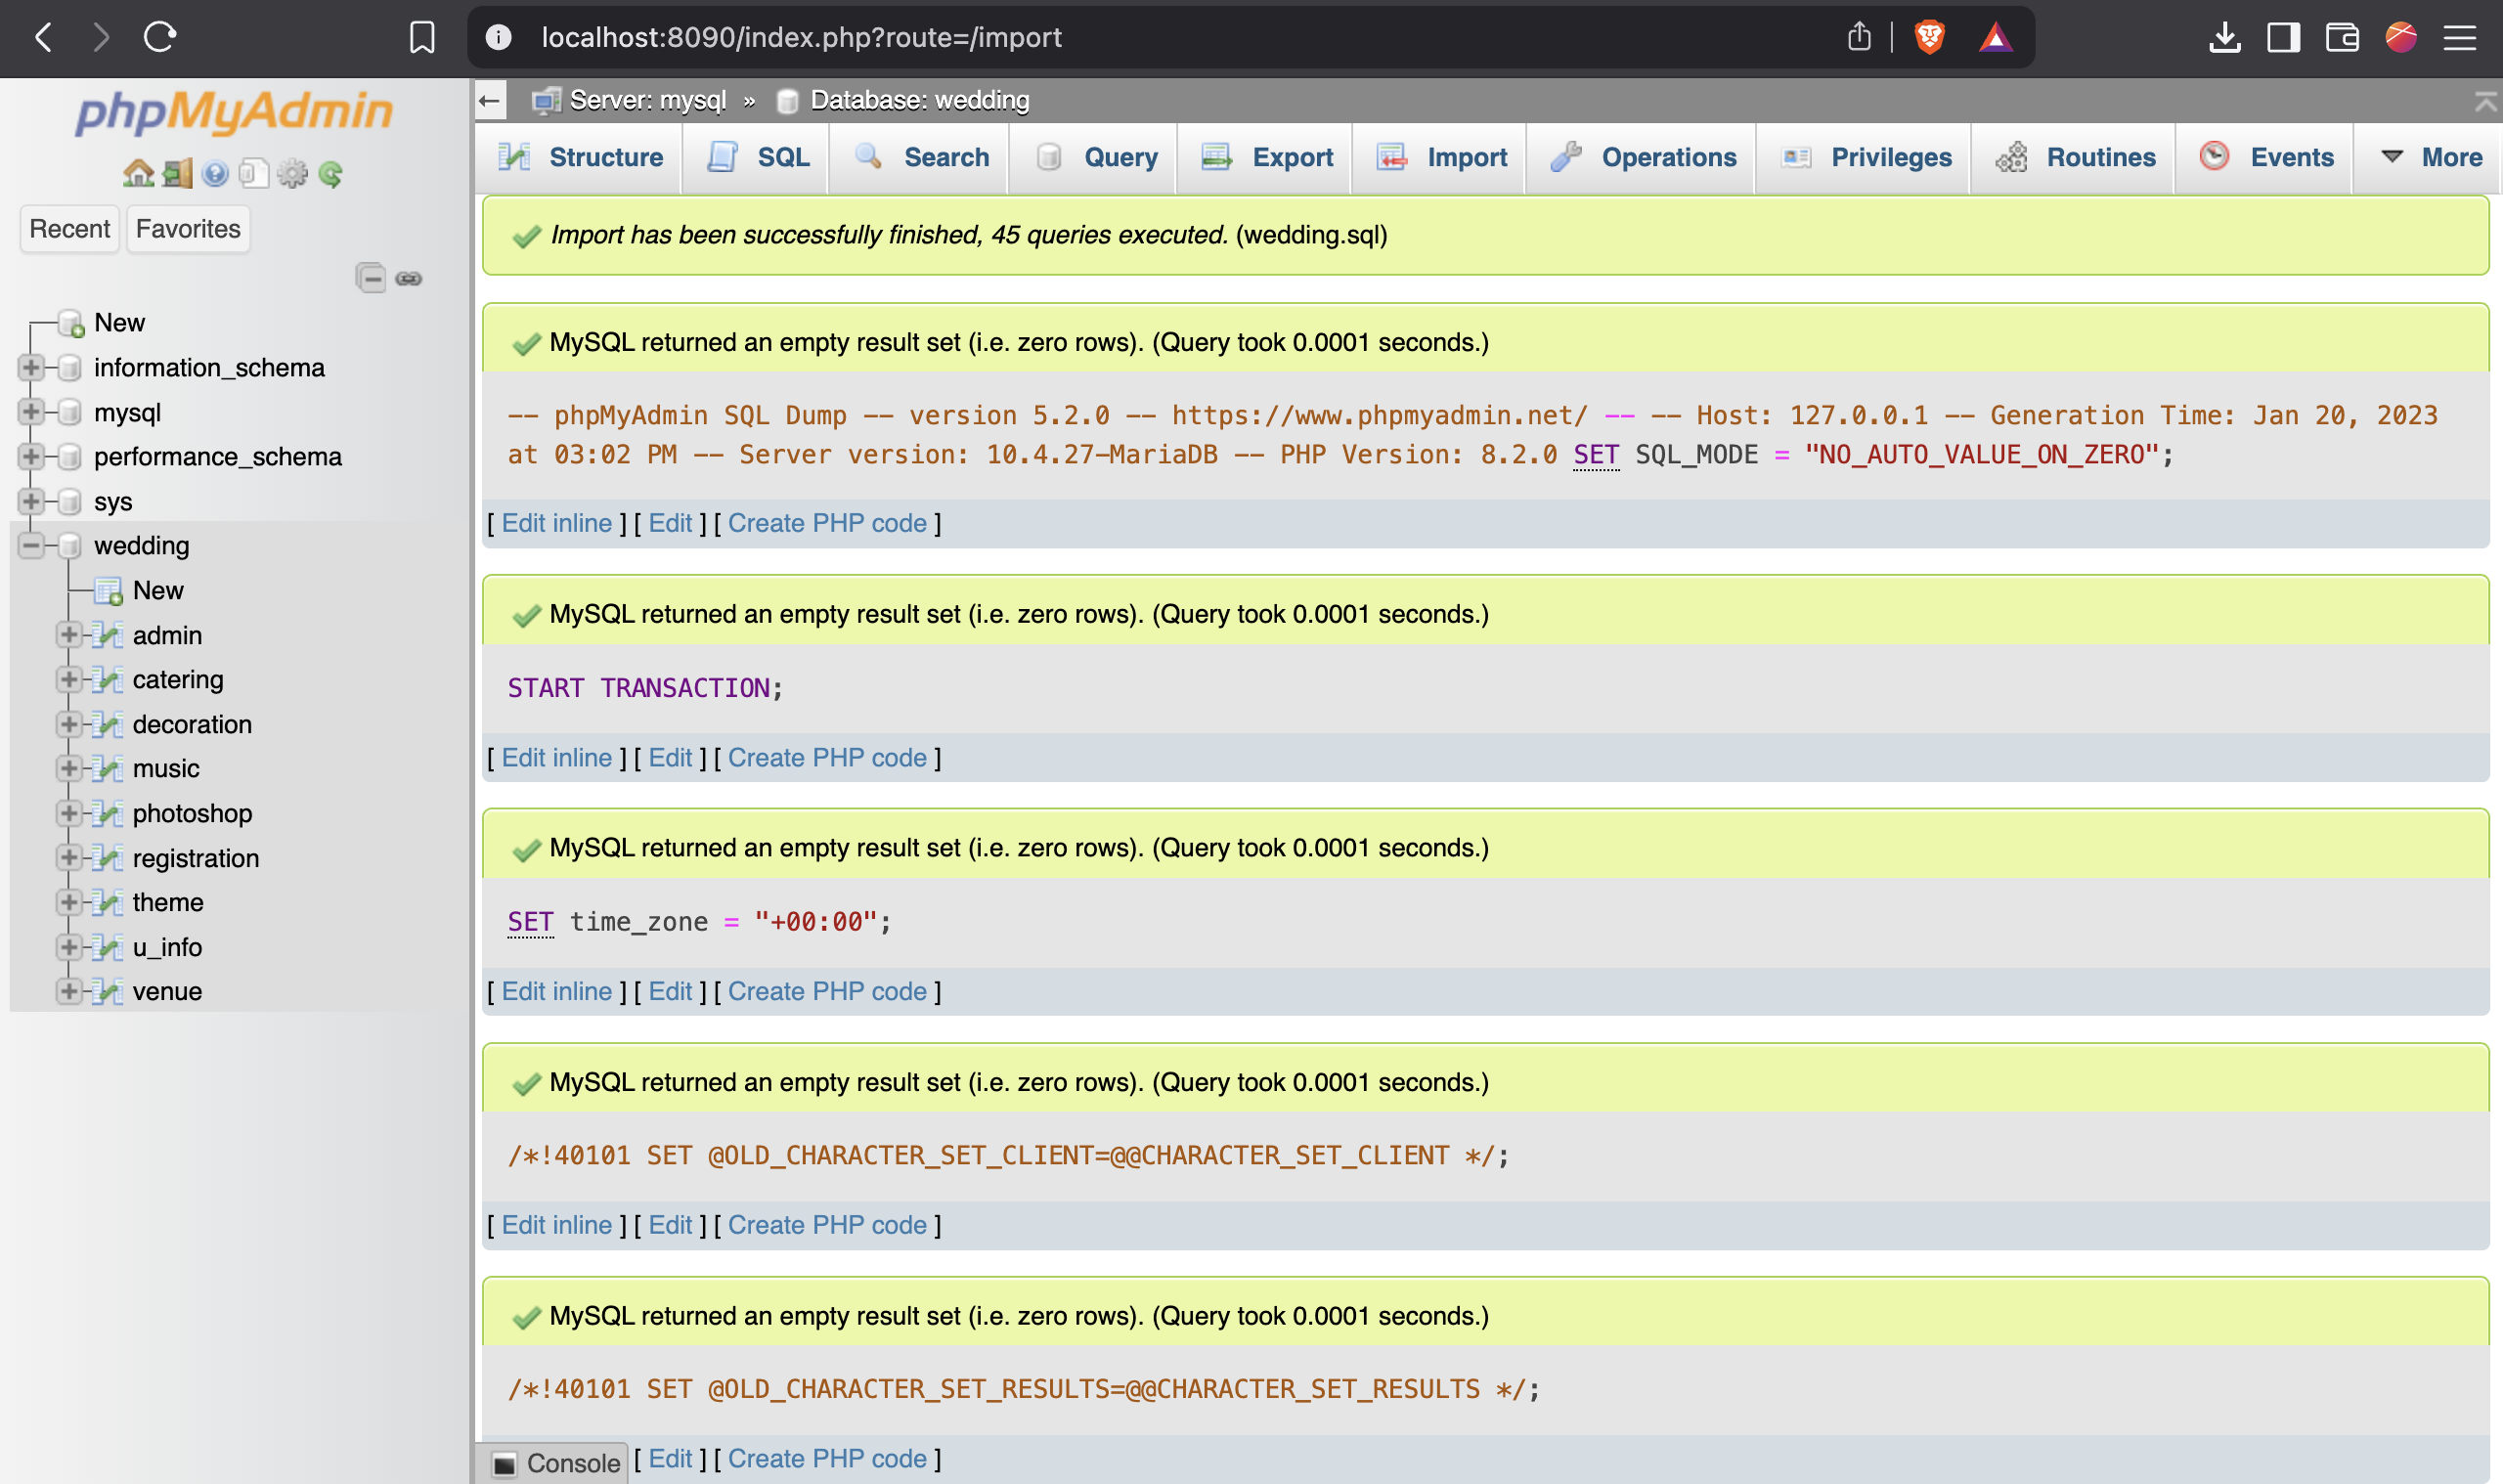 localhost:8090/index.php?route=/import
phpMyAdmin
Recent Favorites
New
information_schema
mysql
performance_schema
sys
wedding
New
admin
catering
decoration
music
photoshop
registration
theme
u_info
venue
Server: mysql » Database: wedding
Structure SQL Search Query Export Import Operations Privileges Routines Events More
Import has been successfully finished, 45 queries executed. (wedding.sql)
MySQL returned an empty result set (i.e. zero rows). (Query took 0.0001 seconds.)
-- phpMyAdmin SQL Dump -- version 5.2.0 -- https://www.phpmyadmin.net/ -- -- Host: 127.0.0.1 -- Generation Time: Jan 20, 2023
at 03:02 PM -- Server version: 10.4.27-MariaDB -- PHP Version: 8.2.0 SET SQL_MODE = "NO_AUTO_VALUE_ON_ZERO";
[ Edit inline ] [ Edit ] [ Create PHP code ]
MySQL returned an empty result set (i.e. zero rows). (Query took 0.0001 seconds.)
START TRANSACTION;
[ Edit inline ] [ Edit ] [ Create PHP code ]
MySQL returned an empty result set (i.e. zero rows). (Query took 0.0001 seconds.)
SET time_zone = "+00:00";
[ Edit inline ] [ Edit ] [ Create PHP code ]
MySQL returned an empty result set (i.e. zero rows). (Query took 0.0001 seconds.)
/*!40101 SET @OLD_CHARACTER_SET_CLIENT=@@CHARACTER_SET_CLIENT */;
[ Edit inline ] [ Edit ] [ Create PHP code ]
MySQL returned an empty result set (i.e. zero rows). (Query took 0.0001 seconds.)
/*!40101 SET @OLD_CHARACTER_SET_RESULTS=@@CHARACTER_SET_RESULTS */;
Console [ Edit ] [ Create PHP code ]